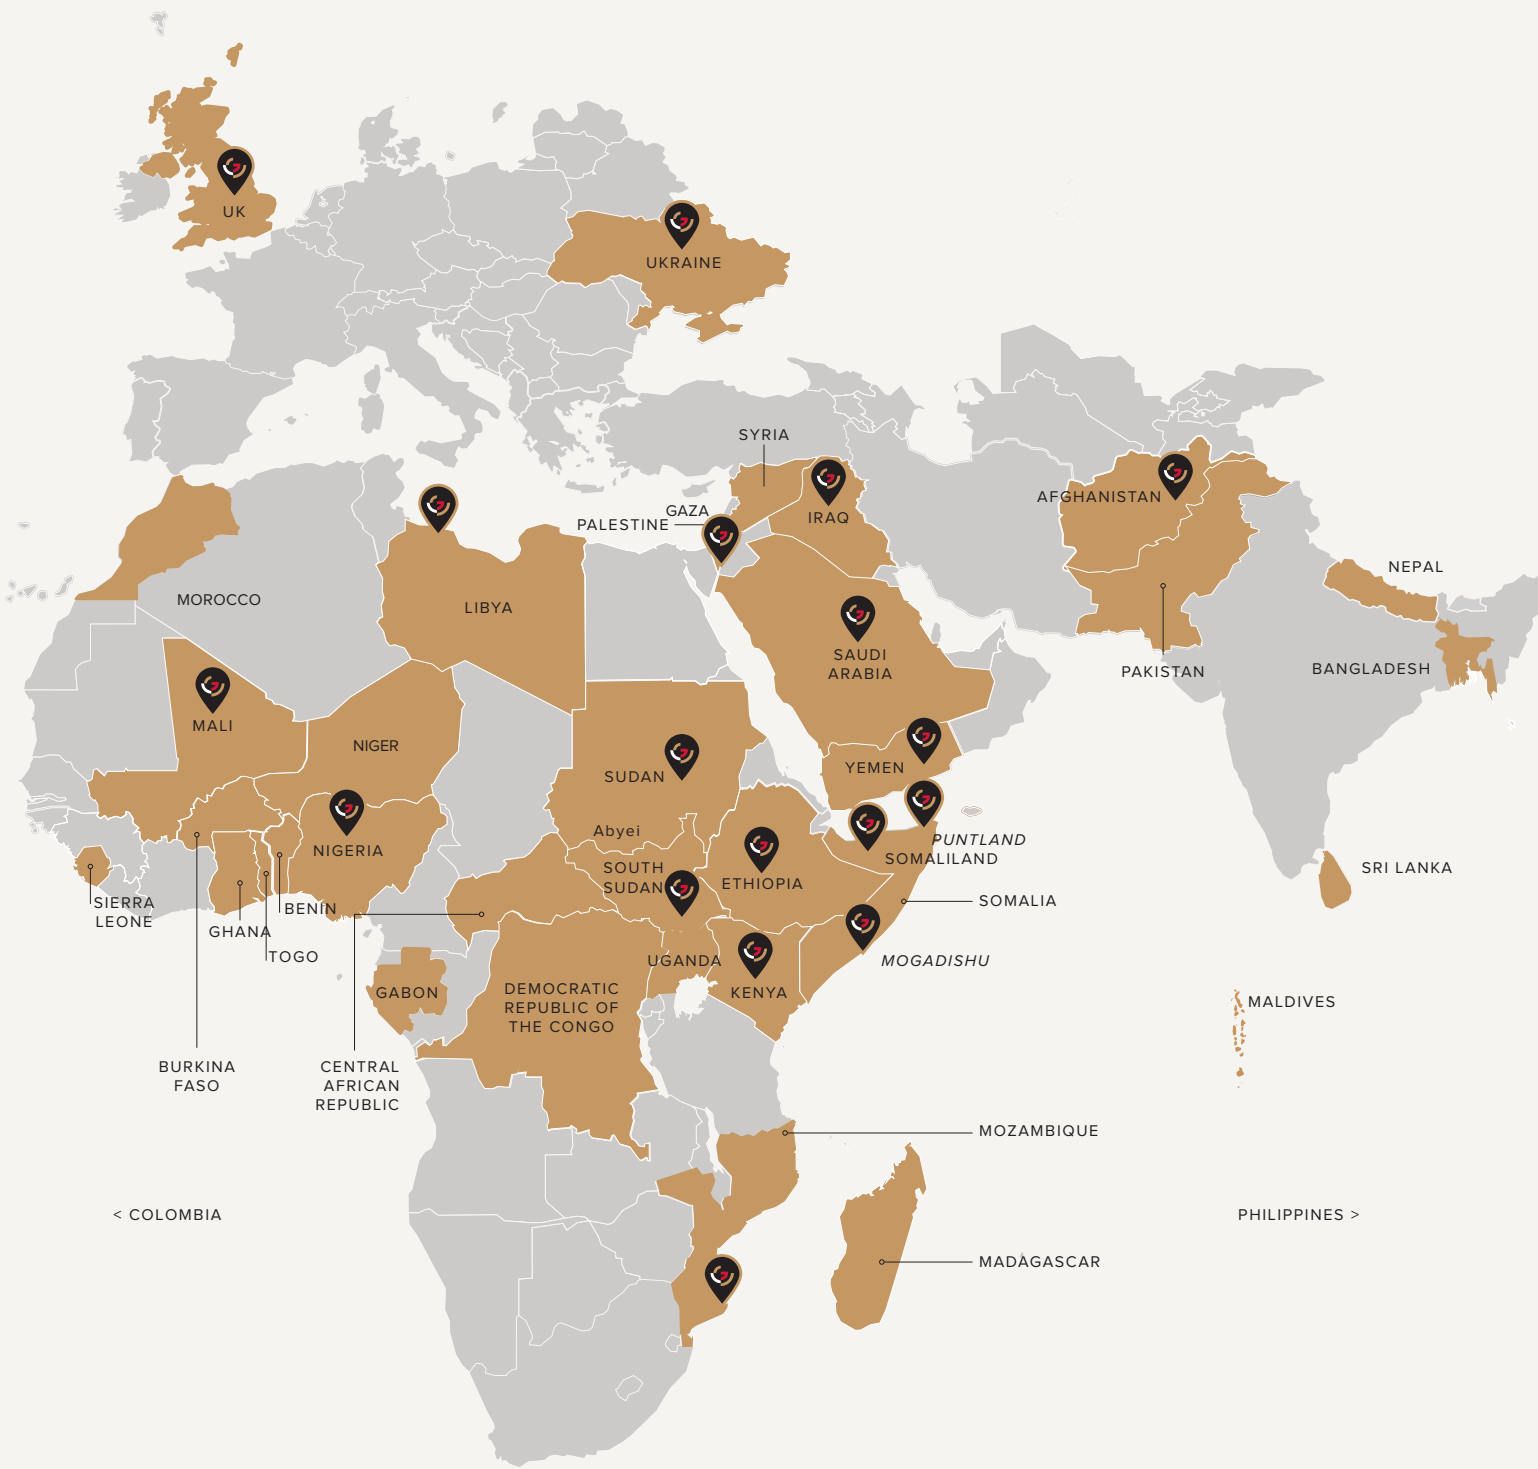 UK
UKRAINE
SYRIA
GAZA
PALESTINE
IRAQ
AFGHANISTAN
NEPAL
MOROCCO
LIBYA
SAUDI
ARABIA
PAKISTAN
BANGLADESH
MALI
NIGER
SUDAN
YEMEN
Abyei
PUNTLAND
SOMALILAND
NIGERIA
SOUTH
SUDAN
ETHIOPIA
SRI LANKA
SIERRA
LEONE
BENIN
GHANA
TOGO
SOMALIA
UGANDA
MOGADISHU
GABON
DEMOCRATIC
REPUBLIC OF
THE CONGO
KENYA
MALDIVES
BURKINA
FASO
CENTRAL
AFRICAN
REPUBLIC
MOZAMBIQUE
< COLOMBIA
PHILIPPINES >
MADAGASCAR